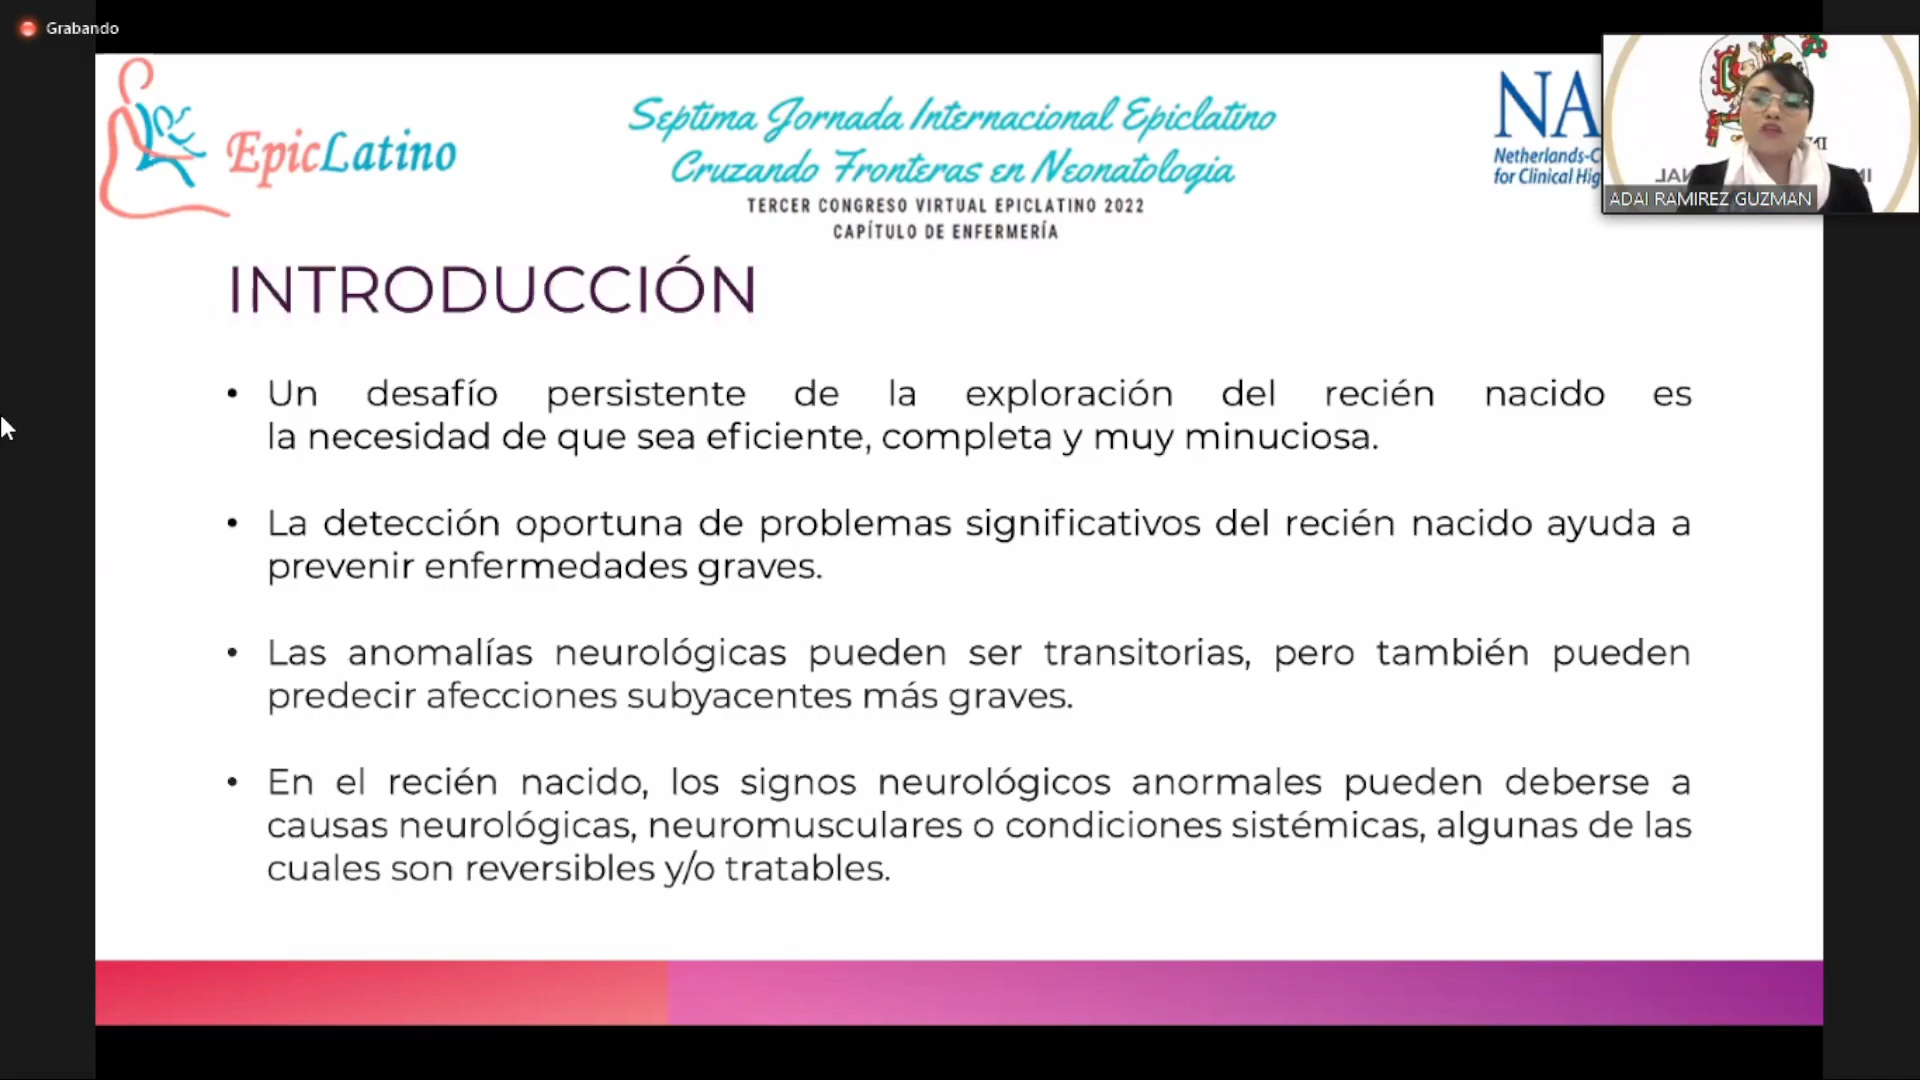 Grabando
EpicLatino
Septima Jornada Internacional Epiclatino
Cruzando Fronteras en Neonatologia
TERCER CONGRESO VIRTUAL EPICLATINO 2022
CAPÍTULO DE ENFERMERÍA
NA
Netherlands-C
for Clinical Hig
ADAI RAMIREZ GUZMAN
INTRODUCCIÓN
• Un desafío persistente de la exploración del recién nacido es
la necesidad de que sea eficiente, completa y muy minuciosa.
• La detección oportuna de problemas significativos del recién nacido ayuda a
prevenir enfermedades graves.
• Las anomalías neurológicas pueden ser transitorias, pero también pueden
predecir afecciones subyacentes más graves.
• En el recién nacido, los signos neurológicos anormales pueden deberse a
causas neurológicas, neuromusculares o condiciones sistémicas, algunas de las
cuales son reversibles y/o tratables.